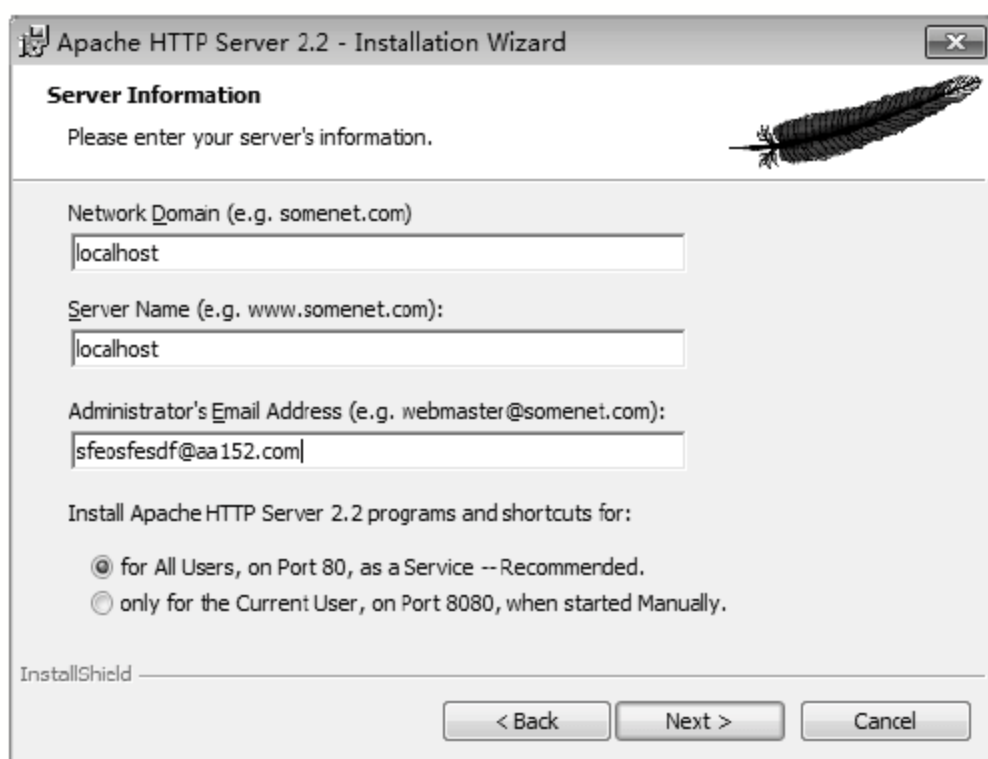 Apache HTTP Server 2.2 - Installation Wizard
Server Information
Please enter your server's information.
Network Domain (e.g. somenet.com)
localhost
Server Name (e.g. www.somenet.com):
localhost
Administrator's Email Address (e.g. webmaster@somenet.com):
sfeosfesdf@aa152.com
Install Apache HTTP Server 2.2 programs and shortcuts for:
for All Users, on Port 80, as a Service -- Recommended.
only for the Current User, on Port 8080, when started Manually.
InstallShield
< Back Next > Cancel